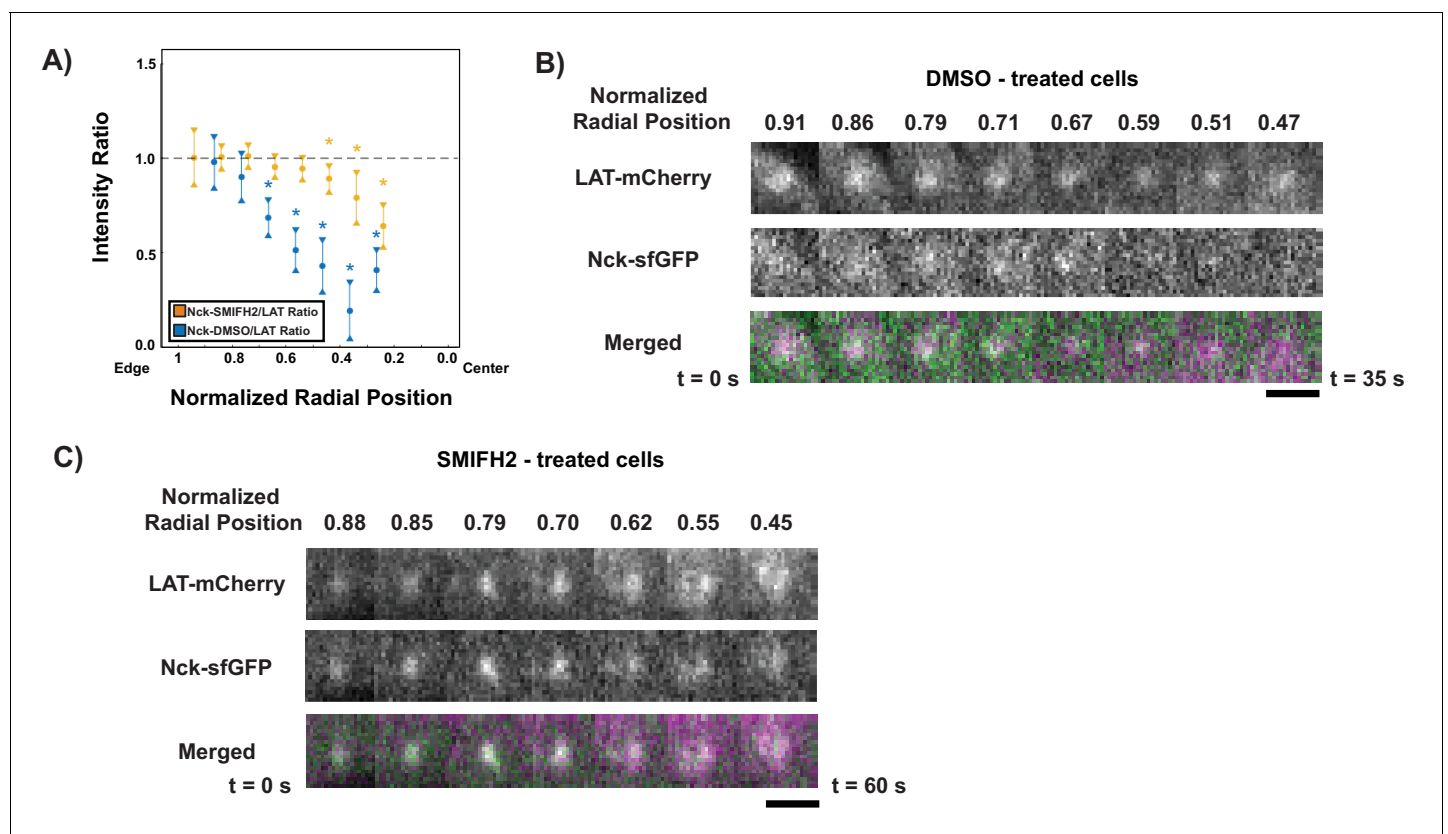 A)
1.5
1.0
0.5
0.0
Intensity Ratio
* * * * * * * *
Nck-SMIFH2/LAT Ratio
Nck-DMSO/LAT Ratio
1 0.8 0.6 0.4 0.2 0.0
Edge Center
Normalized Radial Position
B)
DMSO - treated cells
Normalized
Radial Position 0.91 0.86 0.79 0.71 0.67 0.59 0.51 0.47
LAT-mCherry
Nck-sfGFP
Merged
t = 0 s t = 35 s
C)
SMIFH2 - treated cells
Normalized
Radial Position 0.88 0.85 0.79 0.70 0.62 0.55 0.45
LAT-mCherry
Nck-sfGFP
Merged
t = 0 s t = 60 s